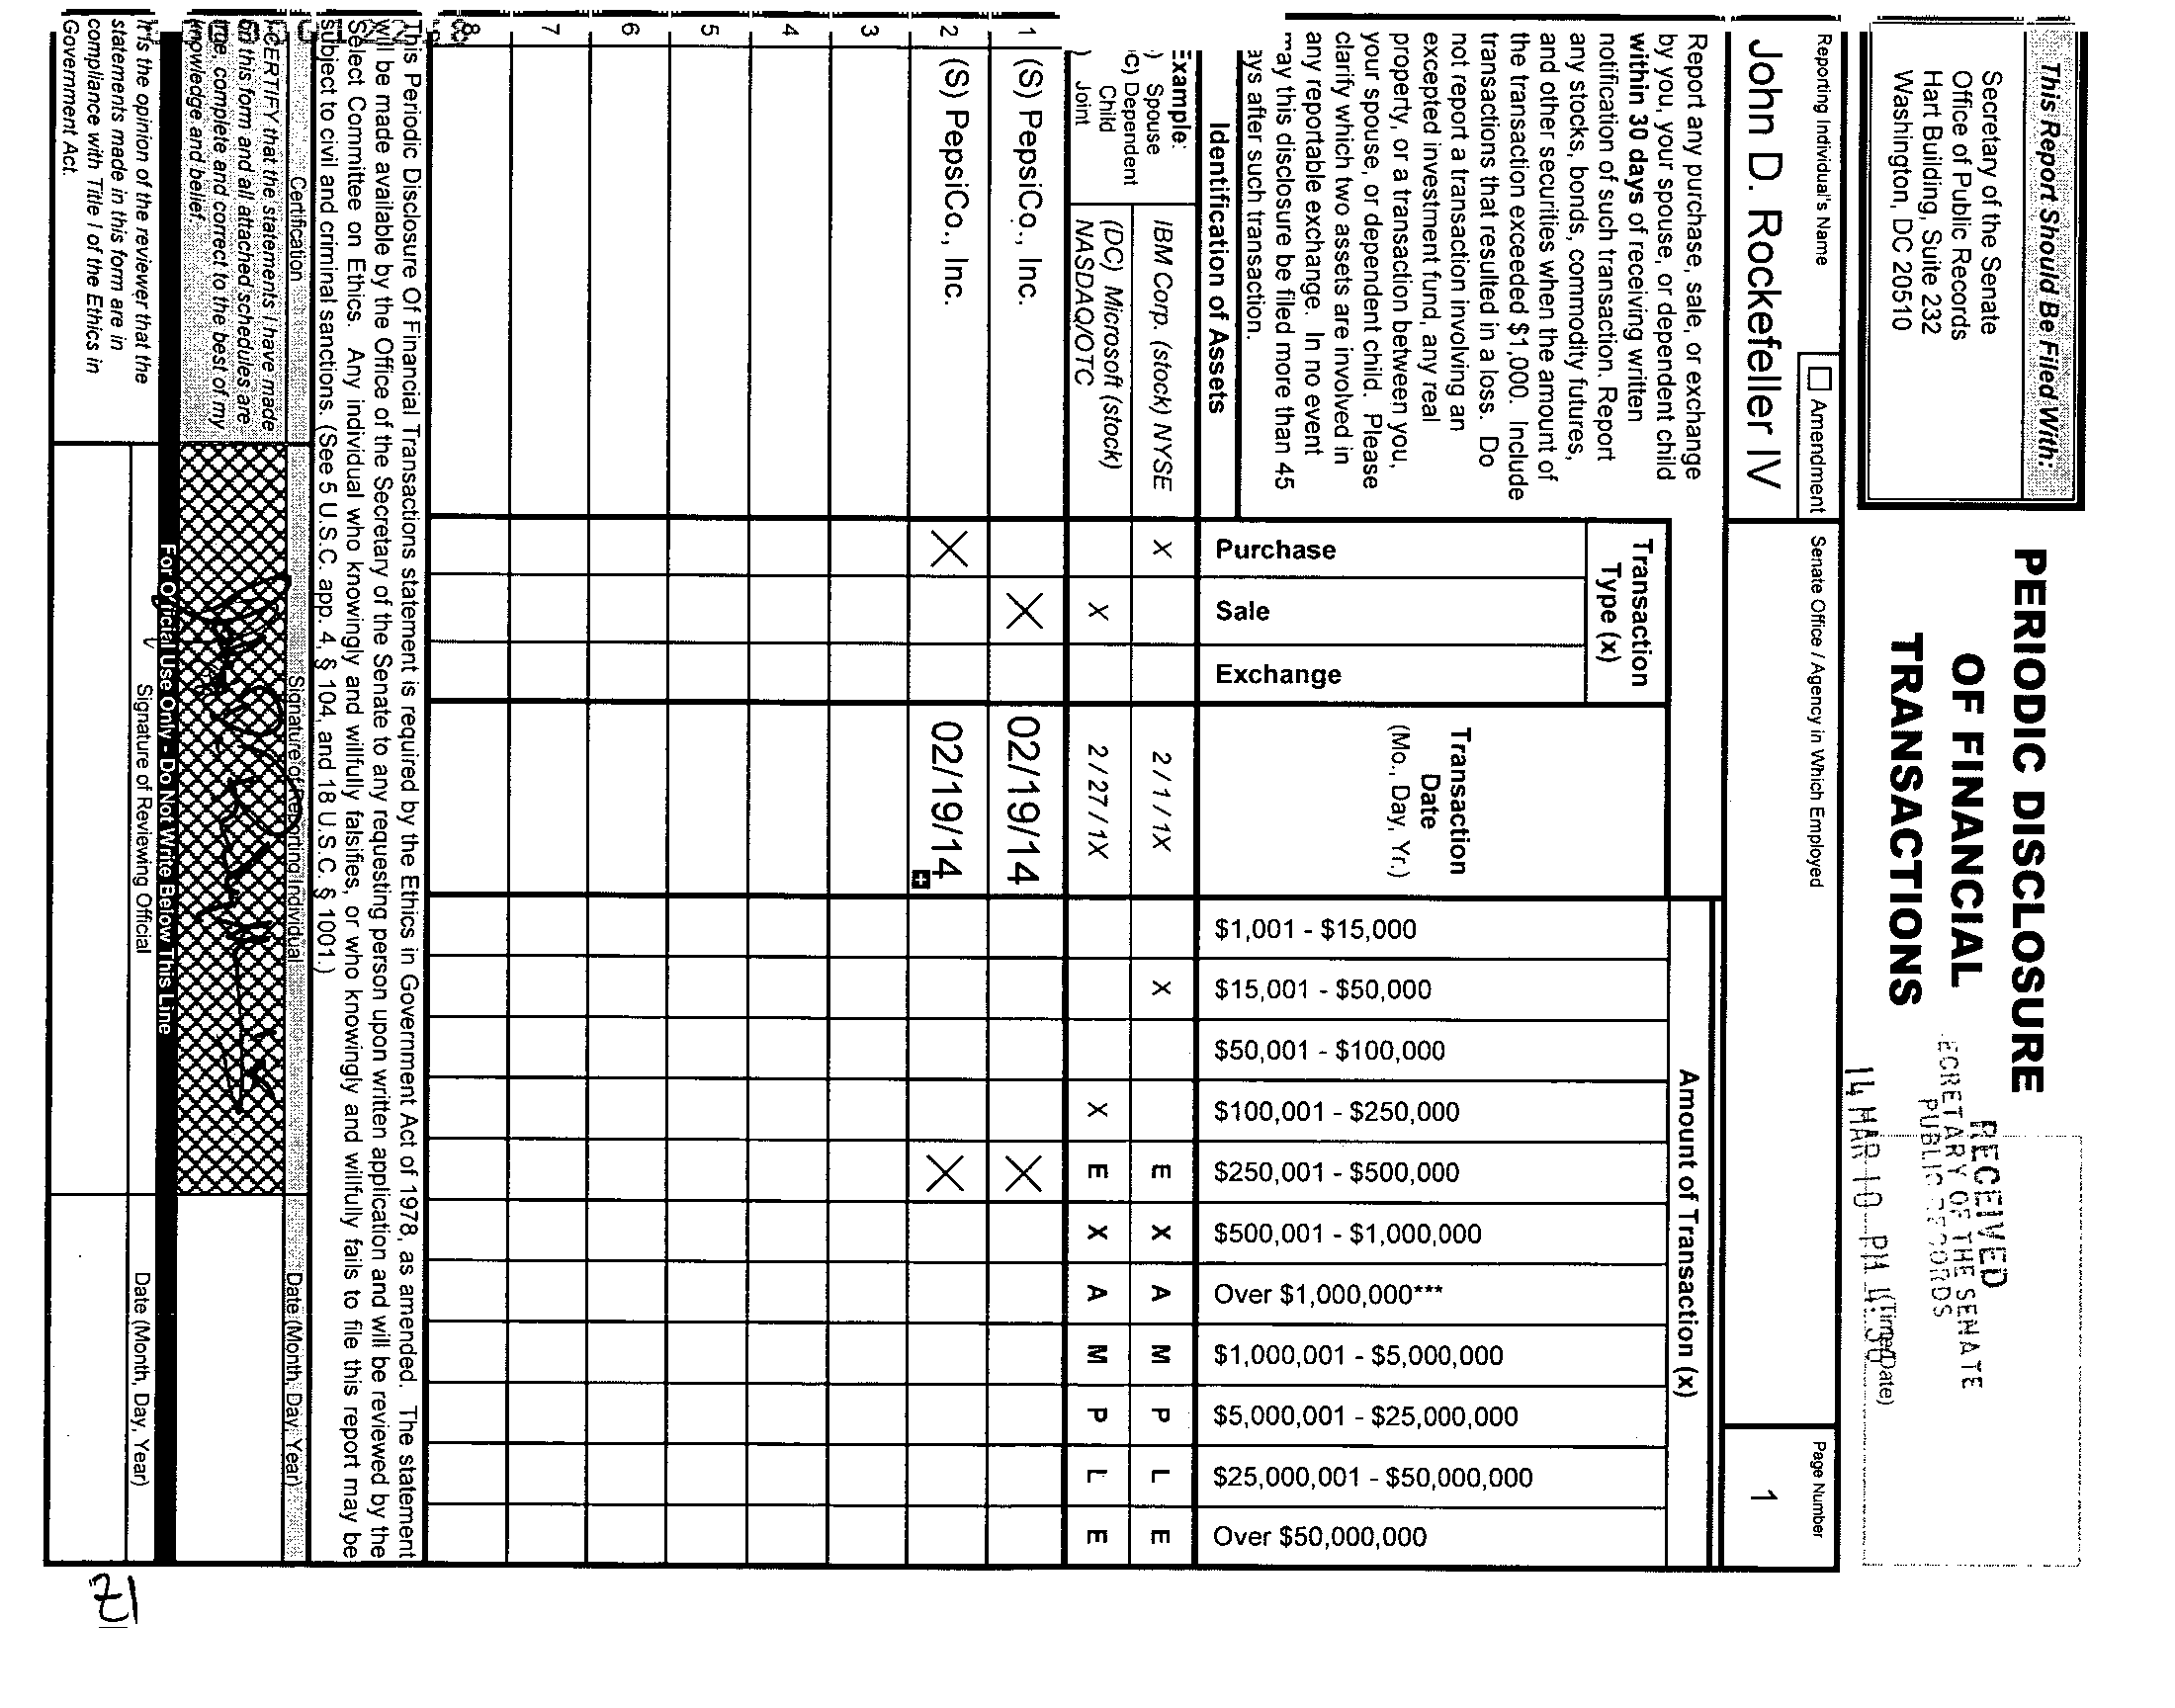 This Report Should Be Filed With:
Secretary of the Senate
Office of Public Records
Hart Building, Suite 232
Washington, DC 20510
PERIODIC DISCLOSURE
OF FINANCIAL
TRANSACTIONS
RECEIVED
ECRETARY OF THE SENATE
PUBLIC RECORDS
14 MAR 10 PM 4:30
(Time/Date)
Reporting Individual's Name
Amendment
John D. Rockefeller IV
Senate Office / Agency in Which Employed
Page Number
1
Report any purchase, sale, or exchange
by you, your spouse, or dependent child
within 30 days of receiving written
notification of such transaction. Report
any stocks, bonds, commodity futures,
and other securities when the amount of
the transaction exceeded $1,000. Include
transactions that resulted in a loss. Do
not report a transaction involving an
excepted investment fund, any real
property, or a transaction between you,
your spouse, or dependent child. Please
clarify which two assets are involved in
any reportable exchange. In no event
may this disclosure be filed more than 45
ays after such transaction.
Transaction
Type (x)
Transaction
Date
(Mo., Day, Yr.)
Amount of Transaction (x)
Identification of Assets
Purchase
Sale
Exchange
$1,001 - $15,000
$15,001 - $50,000
$50,001 - $100,000
$100,001 - $250,000
$250,001 - $500,000
$500,001 - $1,000,000
Over $1,000,000***
$1,000,001 - $5,000,000
$5,000,001 - $25,000,000
$25,000,001 - $50,000,000
Over $50,000,000
Example:
) Spouse
C) Dependent
Child
) Joint
IBM Corp. (stock) NYSE X 2 / 1 / 1X X E X A M P L E
(DC) Microsoft (stock)
NASDAQ/OTC X 2 / 27 / 1X X E X A M P L E
1 (S) PepsiCo., Inc. X 02/19/14 X
2 (S) PepsiCo., Inc. X 02/19/14 X
3
4
5
6
7
8
This Periodic Disclosure Of Financial Transactions statement is required by the Ethics in Government Act of 1978, as amended. The statement
will be made available by the Office of the Secretary of the Senate to any requesting person upon written application and will be reviewed by the
Select Committee on Ethics. Any individual who knowingly and willfully falsifies, or who knowingly and willfully fails to file this report may be
subject to civil and criminal sanctions. (See 5 U.S.C. app. 4, § 104, and 18 U.S.C. § 1001.)
Certification
Signature of Reporting Individual
Date (Month, Day, Year)
CERTIFY that the statements I have made
on this form and all attached schedules are
true, complete and correct to the best of my
knowledge and belief.
For Official Use Only - Do Not Write Below This Line
It is the opinion of the reviewer that the
statements made in this form are in
compliance with Title I of the Ethics in
Government Act.
Signature of Reviewing Official
Date (Month, Day, Year)